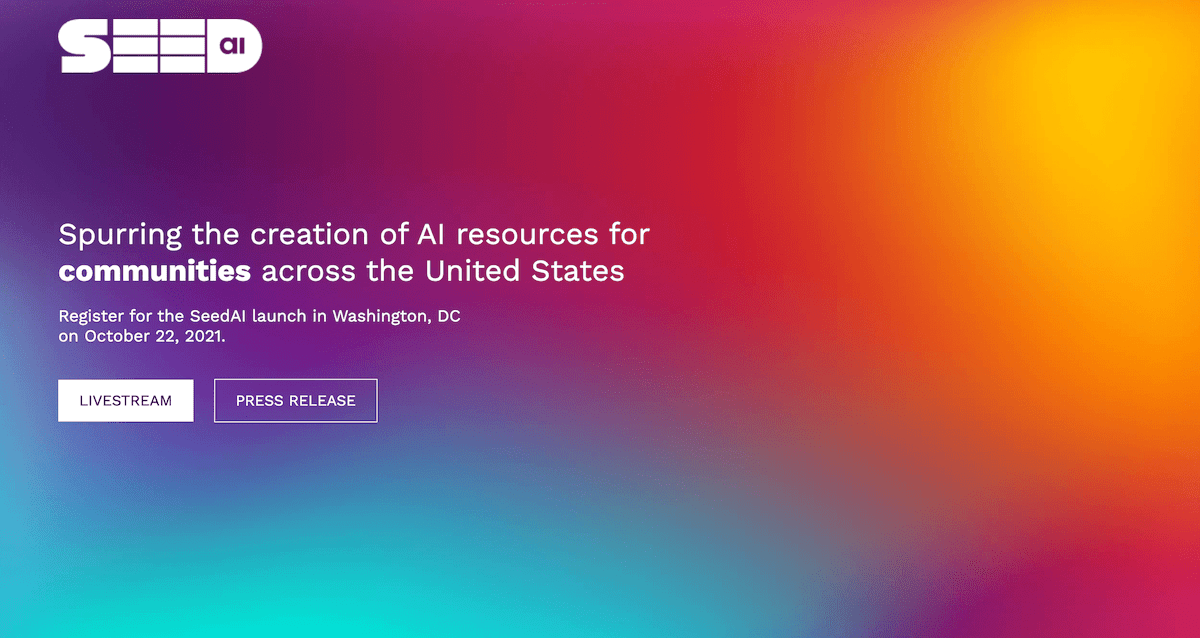 SEED ai
Spurring the creation of AI resources for
communities across the United States
Register for the SeedAI launch in Washington, DC
on October 22, 2021.
LIVESTREAM PRESS RELEASE